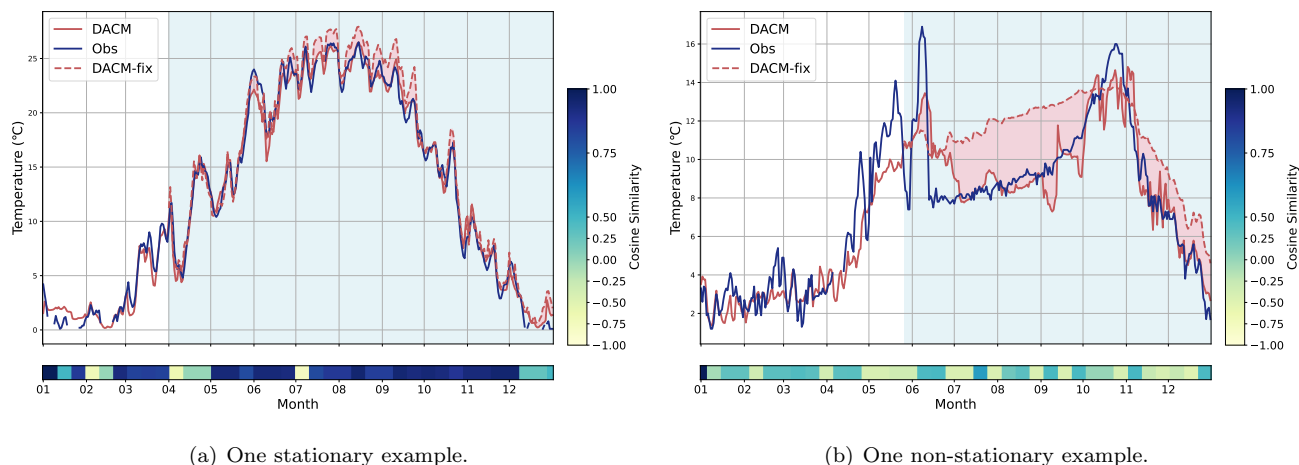 DACM
Obs
DACM-fix
25
20
15
10
5
0
Temperature (°C)
1.00
0.75
0.50
0.25
0.00
−0.25
−0.50
−0.75
−1.00
Cosine Similarity
01 02 03 04 05 06 07 08 09 10 11 12
Month
(a) One stationary example.
DACM
Obs
DACM-fix
16
14
12
10
8
6
4
2
Temperature (°C)
1.00
0.75
0.50
0.25
0.00
−0.25
−0.50
−0.75
−1.00
Cosine Similarity
01 02 03 04 05 06 07 08 09 10 11 12
Month
(b) One non-stationary example.